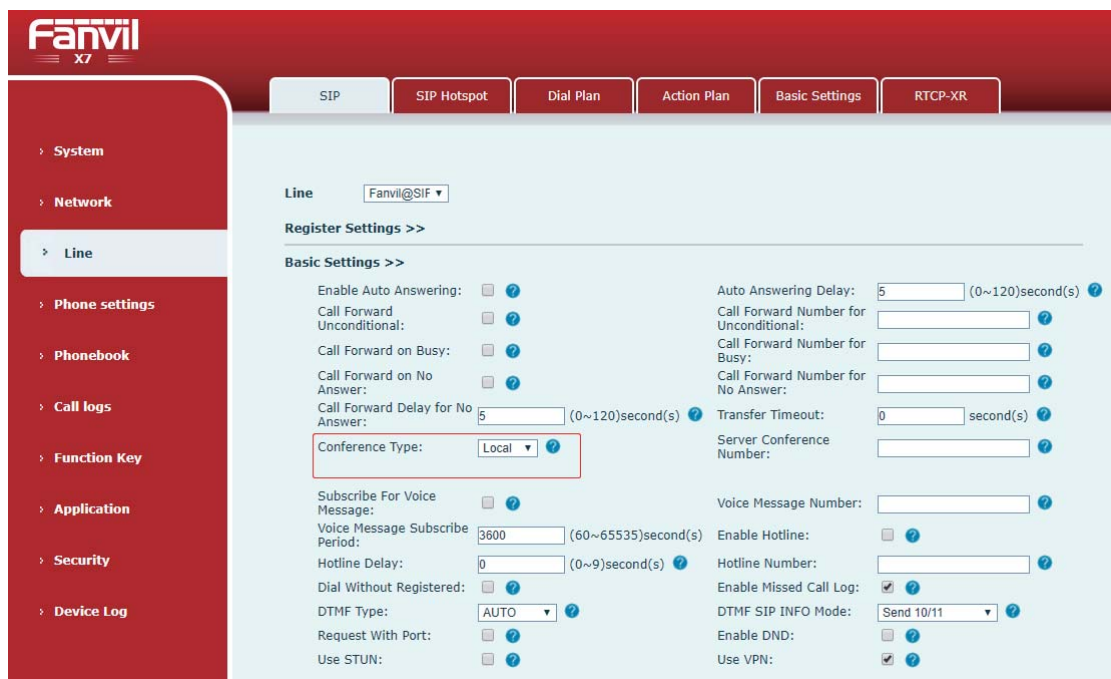 Fanvil
X7
SIP
SIP Hotspot
Dial Plan
Action Plan
Basic Settings
RTCP-XR
› System
› Network
› Line
› Phone settings
› Phonebook
› Call logs
› Function Key
› Application
› Security
› Device Log
Line Fanvil@SIF
Register Settings >>
Basic Settings >>
Enable Auto Answering: Auto Answering Delay: 5 (0~120)second(s)
Call Forward Unconditional: Call Forward Number for Unconditional:
Call Forward on Busy: Call Forward Number for Busy:
Call Forward on No Answer: Call Forward Number for No Answer:
Call Forward Delay for No Answer: 5 (0~120)second(s) Transfer Timeout: 0 second(s)
Conference Type: Local Server Conference Number:
Subscribe For Voice Message: Voice Message Number:
Voice Message Subscribe Period: 3600 (60~65535)second(s) Enable Hotline:
Hotline Delay: 0 (0~9)second(s) Hotline Number:
Dial Without Registered: Enable Missed Call Log:
DTMF Type: AUTO DTMF SIP INFO Mode: Send 10/11
Request With Port: Enable DND:
Use STUN: Use VPN: